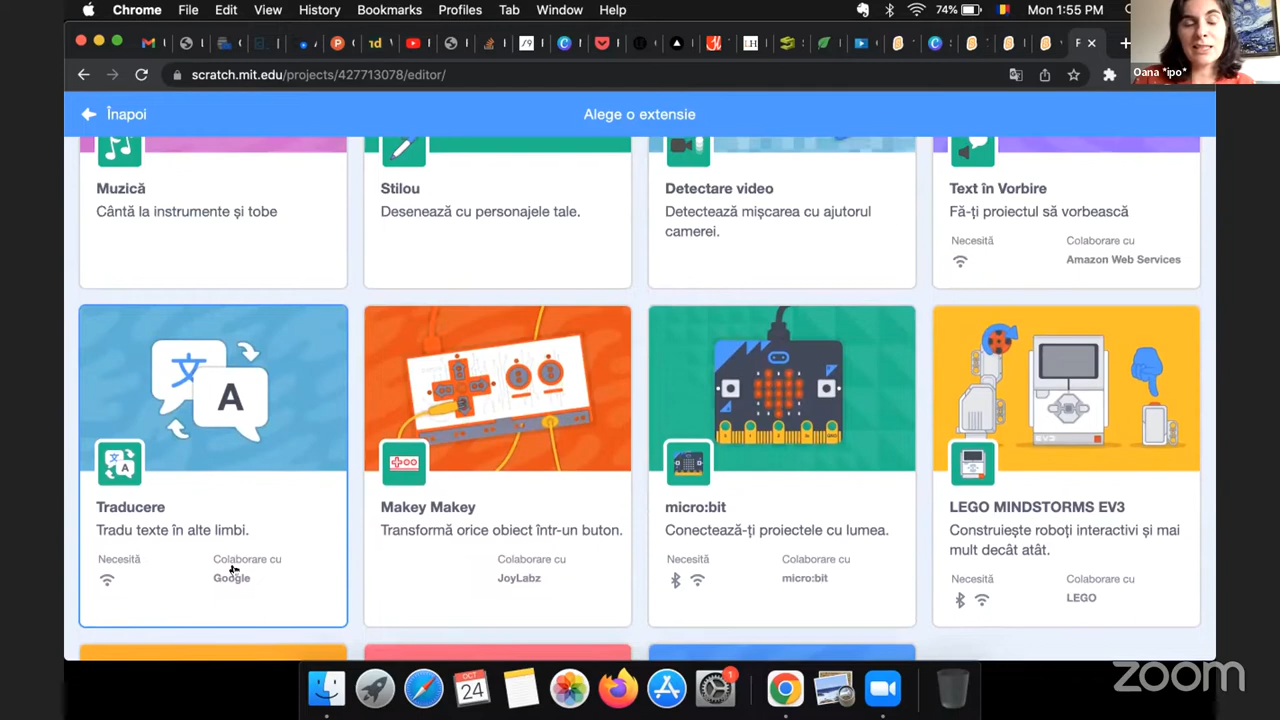 Chrome File Edit View History Bookmarks Profiles Tab Window Help
74% Mon 1:55 PM
Oana *ipo*
scratch.mit.edu/projects/427713078/editor/
Înapoi
Alege o extensie
Muzică
Cântă la instrumente și tobe
Stilou
Desenează cu personajele tale.
Detectare video
Detectează mișcarea cu ajutorul
camerei.
Text în Vorbire
Fă-ți proiectul să vorbească
Necesită
Colaborare cu
Amazon Web Services
文
A
Traducere
Tradu texte în alte limbi.
Necesită
Colaborare cu
Google
Makey Makey
Transformă orice obiect într-un buton.
Colaborare cu
JoyLabz
micro:bit
Conectează-ți proiectele cu lumea.
Necesită
Colaborare cu
micro:bit
EV3
LEGO MINDSTORMS EV3
Construiește roboți interactivi și mai
mult decât atât.
Necesită
Colaborare cu
LEGO
OCT
24
1
zoom